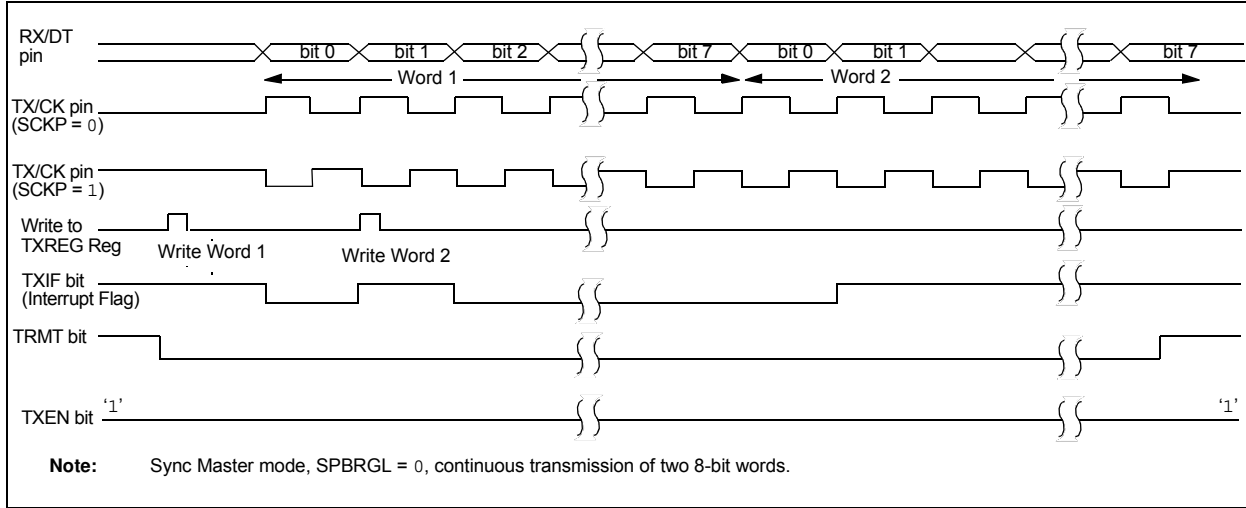 RX/DT
pin
bit 0 bit 1 bit 2 bit 7 bit 0 bit 1 bit 7
Word 1 Word 2
TX/CK pin
(SCKP = 0)
TX/CK pin
(SCKP = 1)
Write to
TXREG Reg
Write Word 1 Write Word 2
TXIF bit
(Interrupt Flag)
TRMT bit
TXEN bit ‘1’ ‘1’
Note: Sync Master mode, SPBRGL = 0, continuous transmission of two 8-bit words.